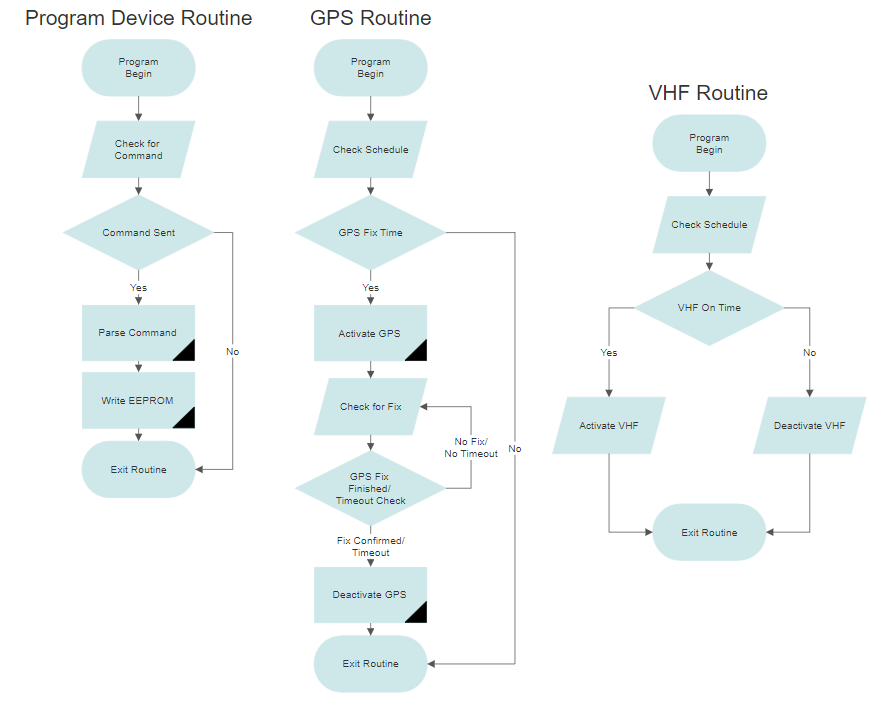 Program Device Routine
Program
Begin
Check for
Command
Command Sent
Yes
No
Parse Command
Write EEPROM
Exit Routine
GPS Routine
Program
Begin
Check Schedule
GPS Fix Time
Yes
No
Activate GPS
Check for Fix
No Fix/
No Timeout
GPS Fix
Finished/
Timeout Check
Fix Confirmed/
Timeout
Deactivate GPS
Exit Routine
VHF Routine
Program
Begin
Check Schedule
VHF On Time
Yes
No
Activate VHF
Deactivate VHF
Exit Routine